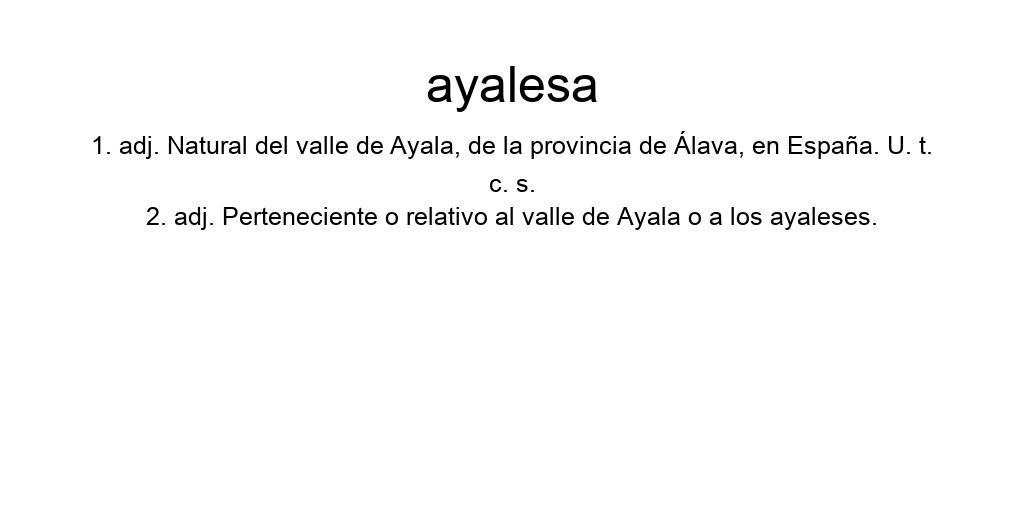 ayalesa
1. adj. Natural del valle de Ayala, de la provincia de Álava, en España. U. t.
c. s.
2. adj. Perteneciente o relativo al valle de Ayala o a los ayaleses.